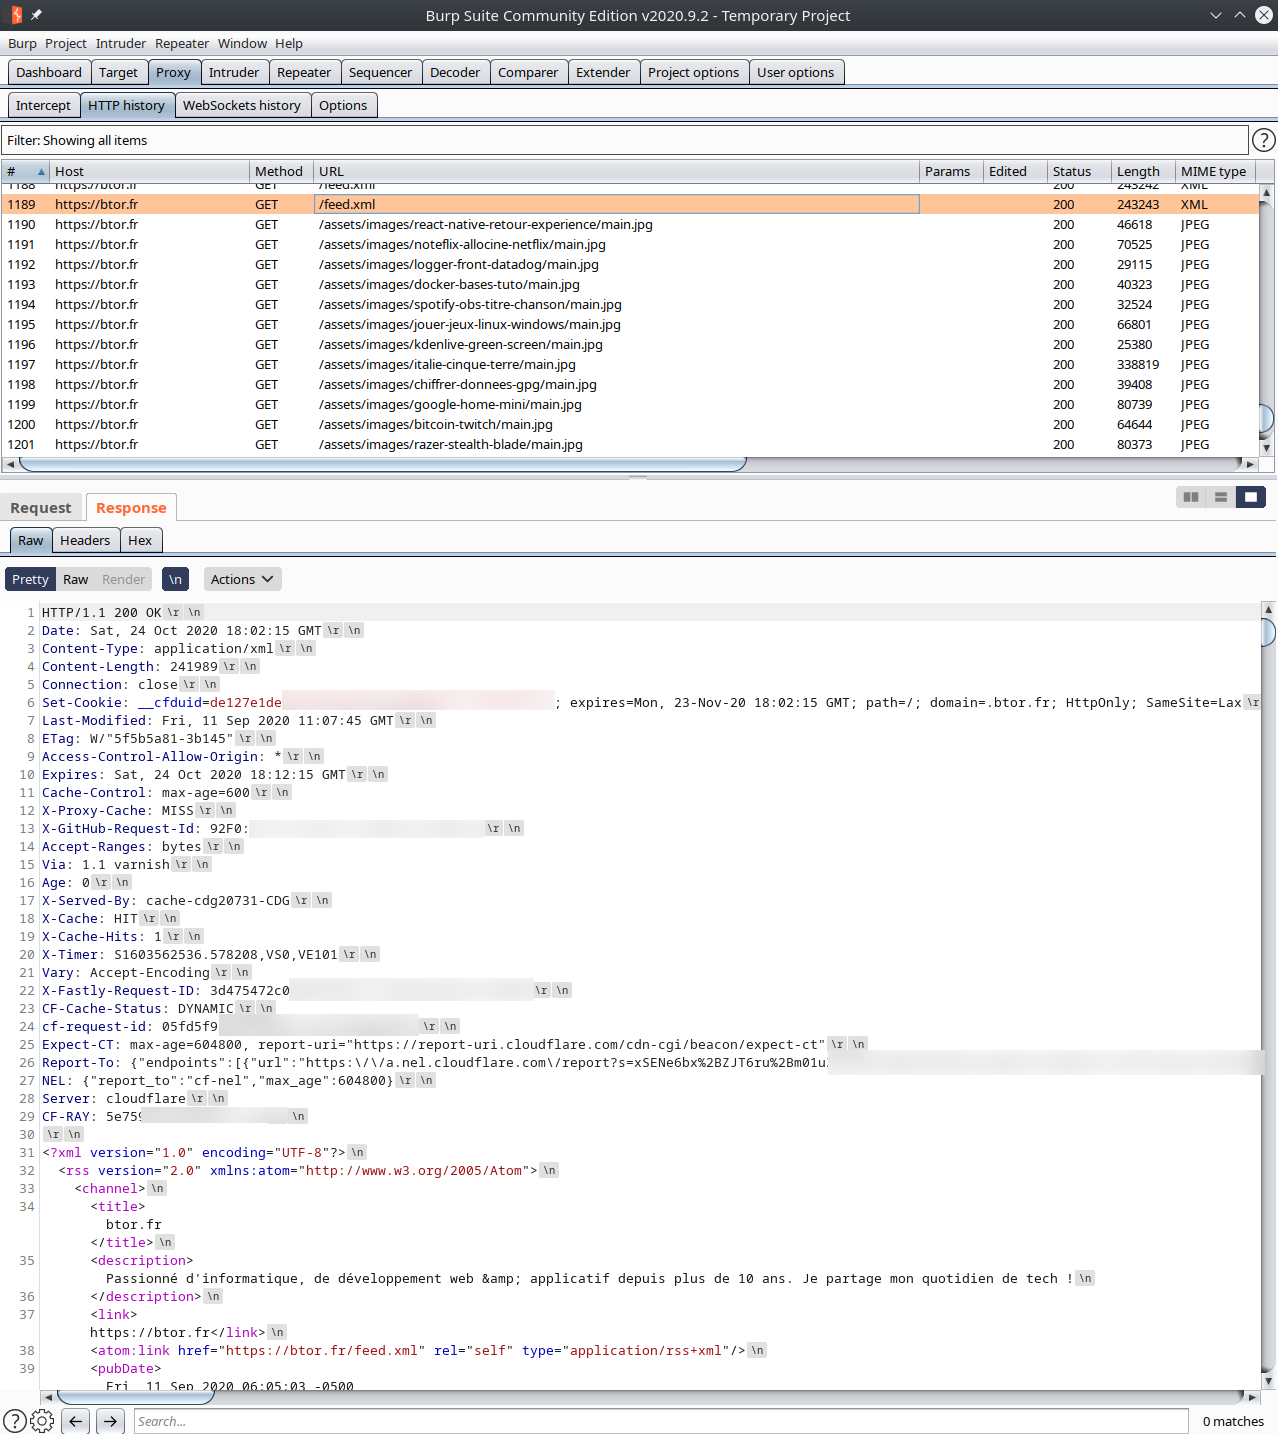 Burp Suite Community Edition v2020.9.2 - Temporary Project
Burp Project Intruder Repeater Window Help
Dashboard Target Proxy Intruder Repeater Sequencer Decoder Comparer Extender Project options User options
Intercept HTTP history WebSockets history Options
Filter: Showing all items ?
# Host Method URL Params Edited Status Length MIME type
1188 https://btor.fr GET /feed.xml 200 243242 XML
1189 https://btor.fr GET /feed.xml 200 243243 XML
1190 https://btor.fr GET /assets/images/react-native-retour-experience/main.jpg 200 46618 JPEG
1191 https://btor.fr GET /assets/images/noteflix-allocine-netflix/main.jpg 200 70525 JPEG
1192 https://btor.fr GET /assets/images/logger-front-datadog/main.jpg 200 29115 JPEG
1193 https://btor.fr GET /assets/images/docker-bases-tuto/main.jpg 200 40323 JPEG
1194 https://btor.fr GET /assets/images/spotify-obs-titre-chanson/main.jpg 200 32524 JPEG
1195 https://btor.fr GET /assets/images/jouer-jeux-linux-windows/main.jpg 200 66801 JPEG
1196 https://btor.fr GET /assets/images/kdenlive-green-screen/main.jpg 200 25380 JPEG
1197 https://btor.fr GET /assets/images/italie-cinque-terre/main.jpg 200 338819 JPEG
1198 https://btor.fr GET /assets/images/chiffrer-donnees-gpg/main.jpg 200 39408 JPEG
1199 https://btor.fr GET /assets/images/google-home-mini/main.jpg 200 80739 JPEG
1200 https://btor.fr GET /assets/images/bitcoin-twitch/main.jpg 200 64644 JPEG
1201 https://btor.fr GET /assets/images/razer-stealth-blade/main.jpg 200 80373 JPEG
Request Response
Raw Headers Hex
Pretty Raw Render \n Actions
1 HTTP/1.1 200 OK \r \n
2 Date: Sat, 24 Oct 2020 18:02:15 GMT \r \n
3 Content-Type: application/xml \r \n
4 Content-Length: 241989 \r \n
5 Connection: close \r \n
6 Set-Cookie: __cfduid=de127e1de ; expires=Mon, 23-Nov-20 18:02:15 GMT; path=/; domain=.btor.fr; HttpOnly; SameSite=Lax \r
7 Last-Modified: Fri, 11 Sep 2020 11:07:45 GMT \r \n
8 ETag: W/"5f5b5a81-3b145" \r \n
9 Access-Control-Allow-Origin: * \r \n
10 Expires: Sat, 24 Oct 2020 18:12:15 GMT \r \n
11 Cache-Control: max-age=600 \r \n
12 X-Proxy-Cache: MISS \r \n
13 X-GitHub-Request-Id: 92F0: \r \n
14 Accept-Ranges: bytes \r \n
15 Via: 1.1 varnish \r \n
16 Age: 0 \r \n
17 X-Served-By: cache-cdg20731-CDG \r \n
18 X-Cache: HIT \r \n
19 X-Cache-Hits: 1 \r \n
20 X-Timer: S1603562536.578208,VS0,VE101 \r \n
21 Vary: Accept-Encoding \r \n
22 X-Fastly-Request-ID: 3d475472c0 \r \n
23 CF-Cache-Status: DYNAMIC \r \n
24 cf-request-id: 05fd5f9 \r \n
25 Expect-CT: max-age=604800, report-uri="https://report-uri.cloudflare.com/cdn-cgi/beacon/expect-ct" \r \n
26 Report-To: {"endpoints":[{"url":"https:\/\/a.nel.cloudflare.com\/report?s=xSENe6bx%2BZJT6ru%2Bm01u
27 NEL: {"report_to":"cf-nel","max_age":604800} \r \n
28 Server: cloudflare \r \n
29 CF-RAY: 5e759 \n
30 \r \n
31 <?xml version="1.0" encoding="UTF-8"?> \n
32 <rss version="2.0" xmlns:atom="http://www.w3.org/2005/Atom"> \n
33 <channel> \n
34 <title>
btor.fr
</title> \n
35 <description>
Passionné d'informatique, de développement web &amp; applicatif depuis plus de 10 ans. Je partage mon quotidien de tech ! \n
36 </description> \n
37 <link>
https://btor.fr</link> \n
38 <atom:link href="https://btor.fr/feed.xml" rel="self" type="application/rss+xml"/> \n
39 <pubDate>
Fri, 11 Sep 2020 06:05:03 -0500
? Search... 0 matches